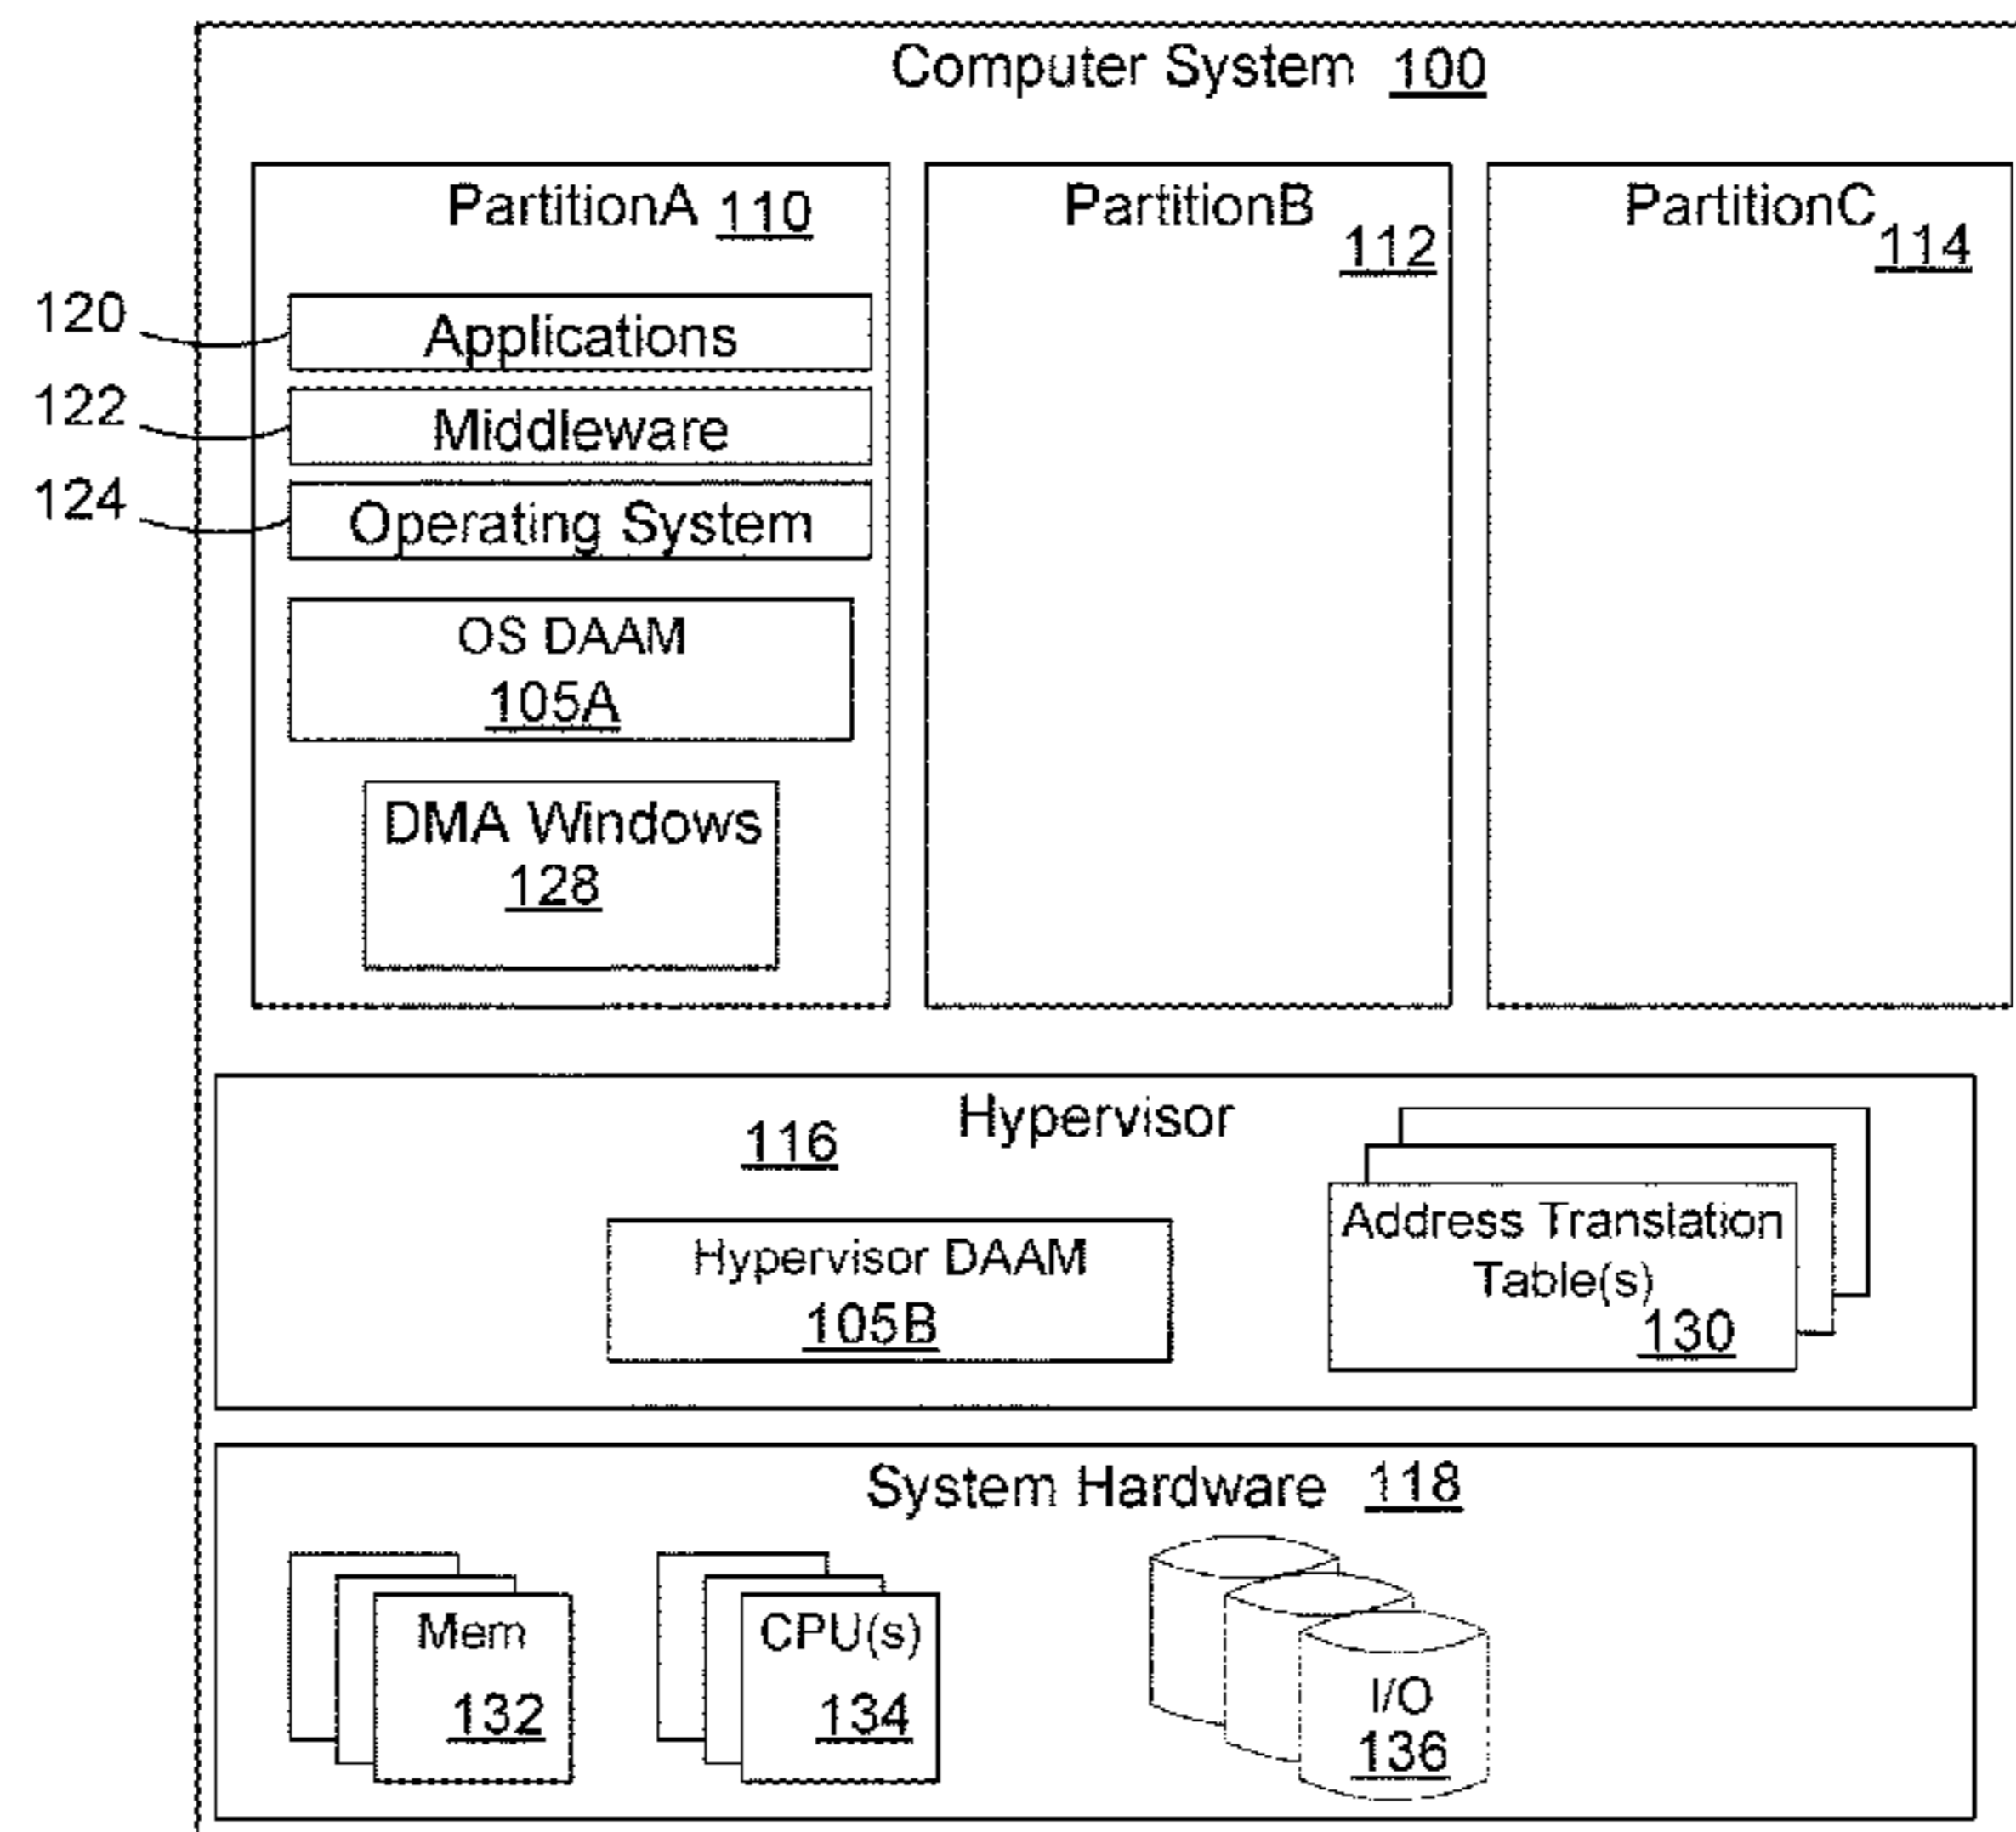 Computer System 100
PartitionA 110
PartitionB
112
PartitionC
114
120
Applications
122
Middleware
124
Operating System
OS DAAM
105A
DMA Windows
128
Hypervisor
116
Hypervisor DAAM
105B
Address Translation
Table(s)
130
System Hardware 118
Mem
132
CPU(s)
134
I/O
136